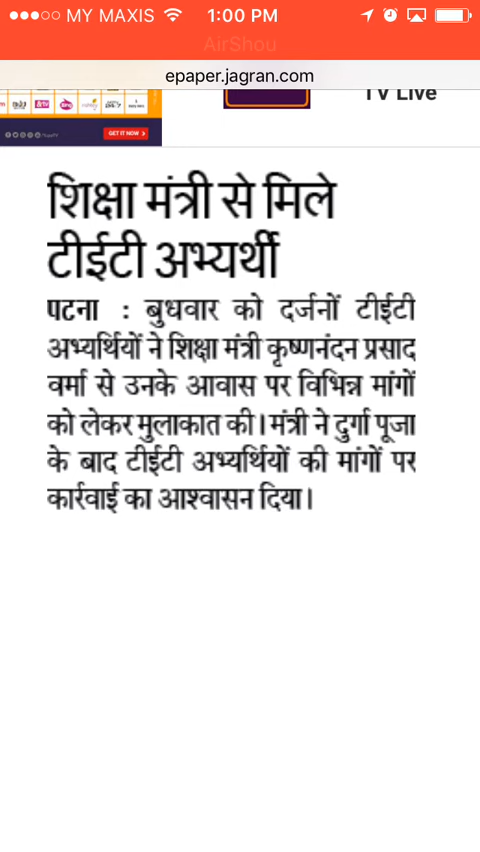 MY MAXIS 1:00 PM
AirShou
epaper.jagran.com
TV Live
GET IT NOW
शिक्षा मंत्री से मिले
टीईटी अभ्यर्थी
पटना : बुधवार को दर्जनों टीईटी
अभ्यर्थियों ने शिक्षा मंत्री कृष्णनंदन प्रसाद
वर्मा से उनके आवास पर विभिन्न मांगों
को लेकर मुलाकात की। मंत्री ने दुर्गा पूजा
के बाद टीईटी अभ्यर्थियों की मांगों पर
कार्रवाई का आश्वासन दिया।